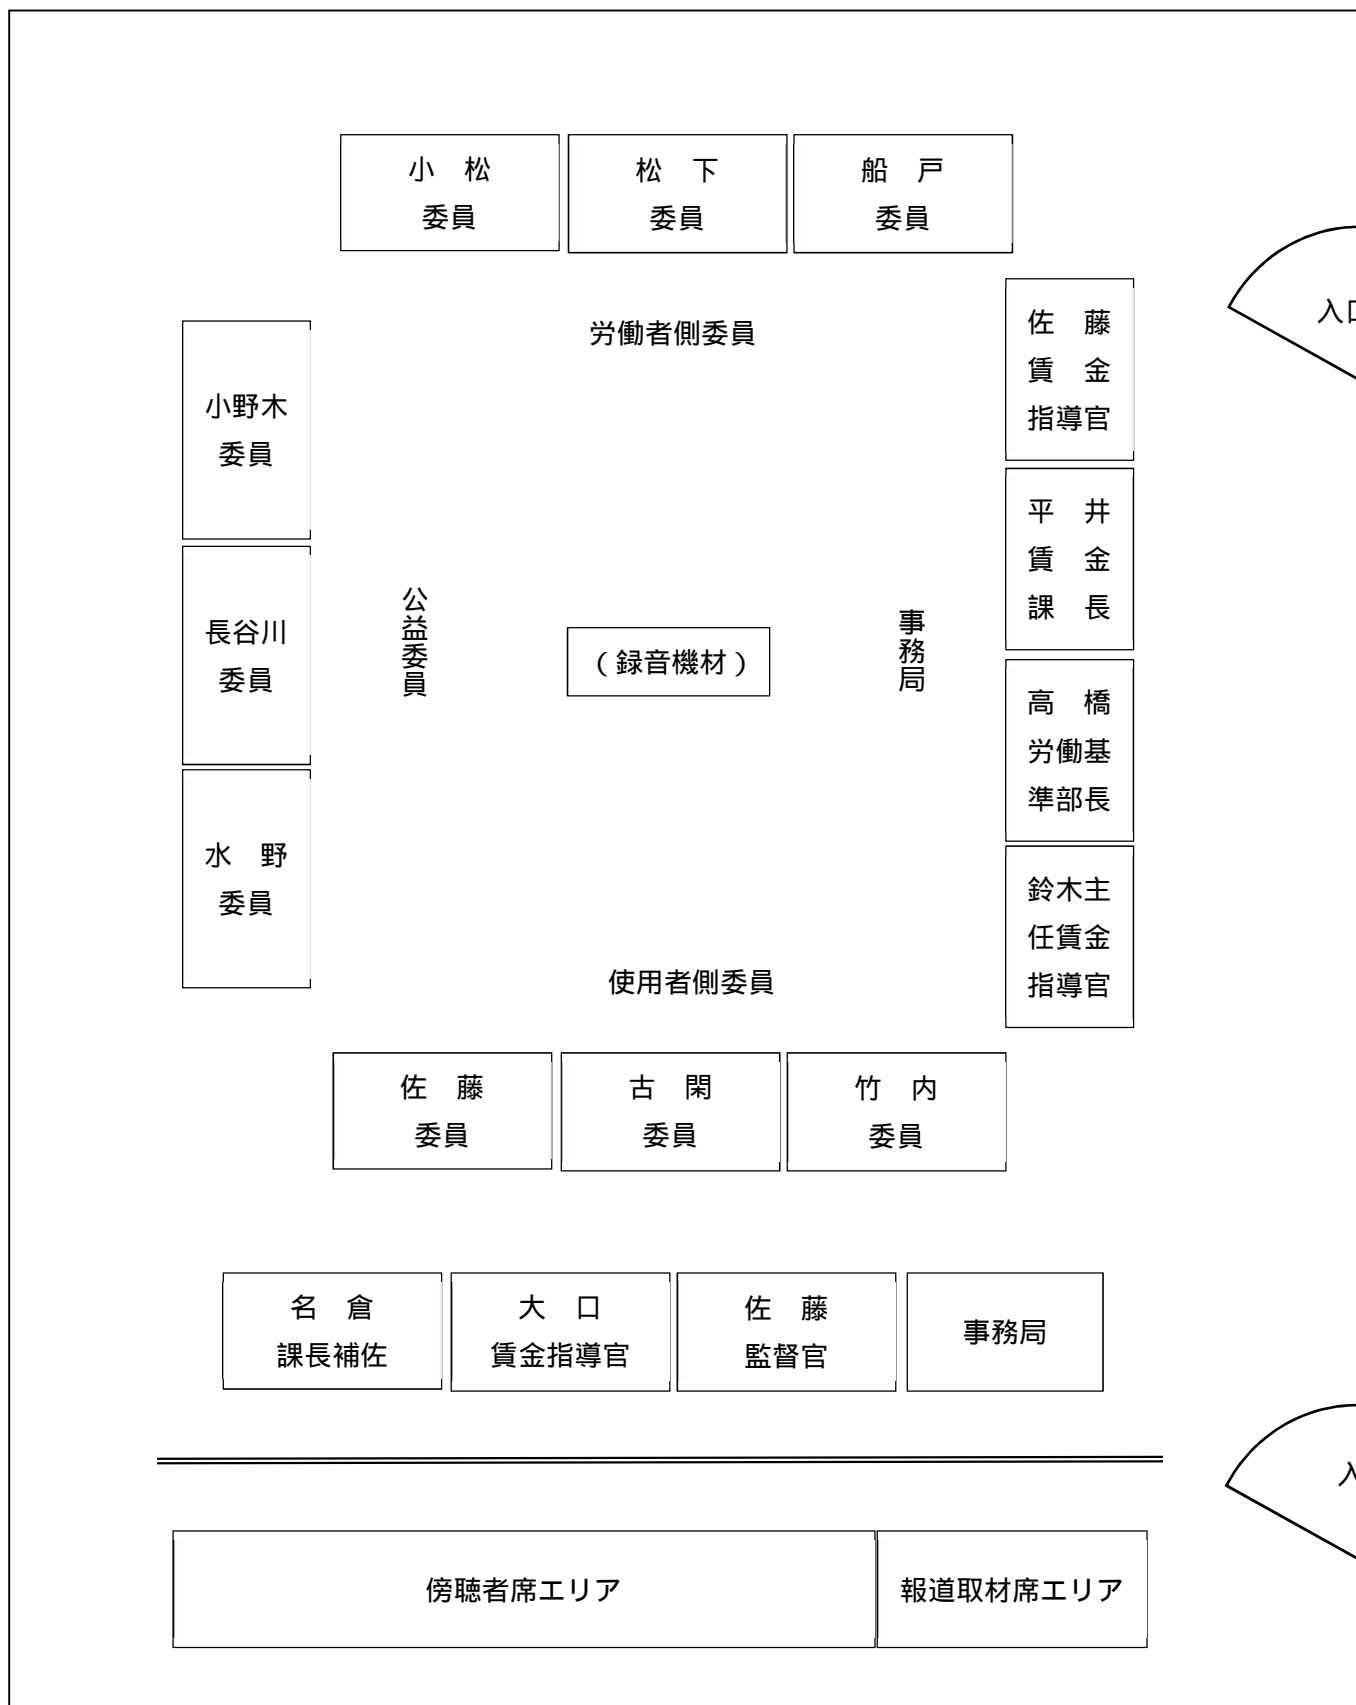 小　松
委員
松　下
委員
船　戸
委員
労働者側委員
佐　藤
賃　金
指導官
入口
小野木
委員
平　井
賃　金
課　長
長谷川
委員
公益委員
（録音機材）
事務局
高　橋
労働基
準部長
水　野
委員
鈴木主
任賃金
指導官
使用者側委員
佐　藤
委員
古　閑
委員
竹　内
委員
名　倉
課長補佐
大　口
賃金指導官
佐　藤
監督官
事務局
入
傍聴者席エリア
報道取材席エリア